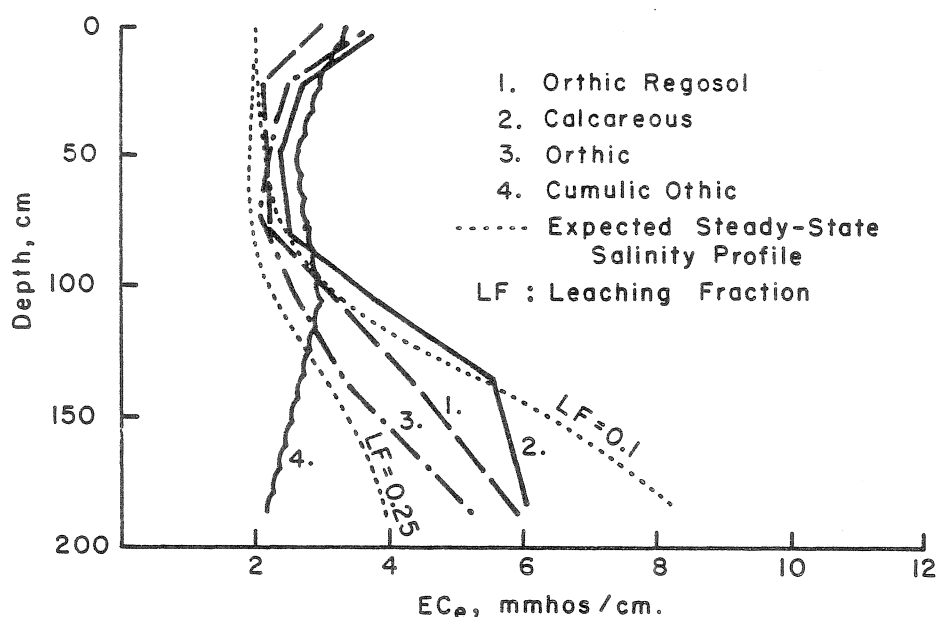 0
50
100
150
200
Depth, cm
1. Orthic Regosol
2. Calcareous
3. Orthic
4. Cumulic Othic
Expected Steady-State
Salinity Profile
LF : Leaching Fraction
1.
2.
3.
4.
LF=0.25
LF=0.1
2
4
6
8
10
12
ECe, mmhos/cm.